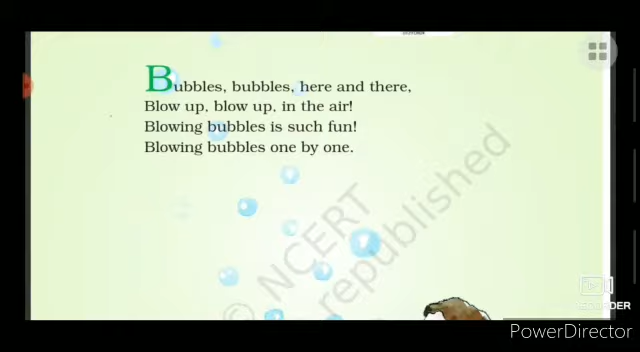 Bubbles, bubbles, here and there,
Blow up, blow up, in the air!
Blowing bubbles is such fun!
Blowing bubbles one by one.
© NCERT
republished
PowerDirector